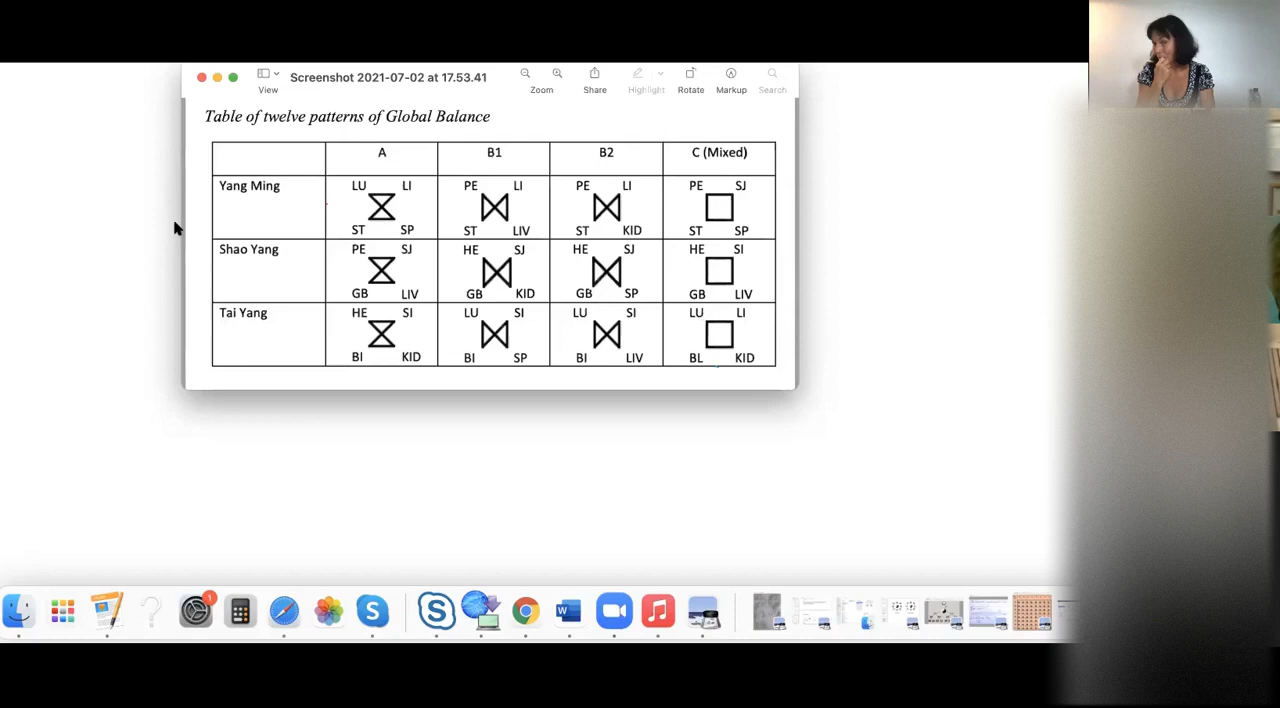 Screenshot 2021-07-02 at 17.53.41
View
Zoom
Share
Highlight
Rotate
Markup
Search
Table of twelve patterns of Global Balance
A B1 B2 C (Mixed)
Yang Ming LU LI PE LI PE LI PE SJ
ST SP ST LIV ST KID ST SP
Shao Yang PE SJ HE SJ HE SJ HE SI
GB LIV GB KID GB SP GB LIV
Tai Yang HE SI LU SI LU SI LU LI
BI KID BI SP BI LIV BL KID
1